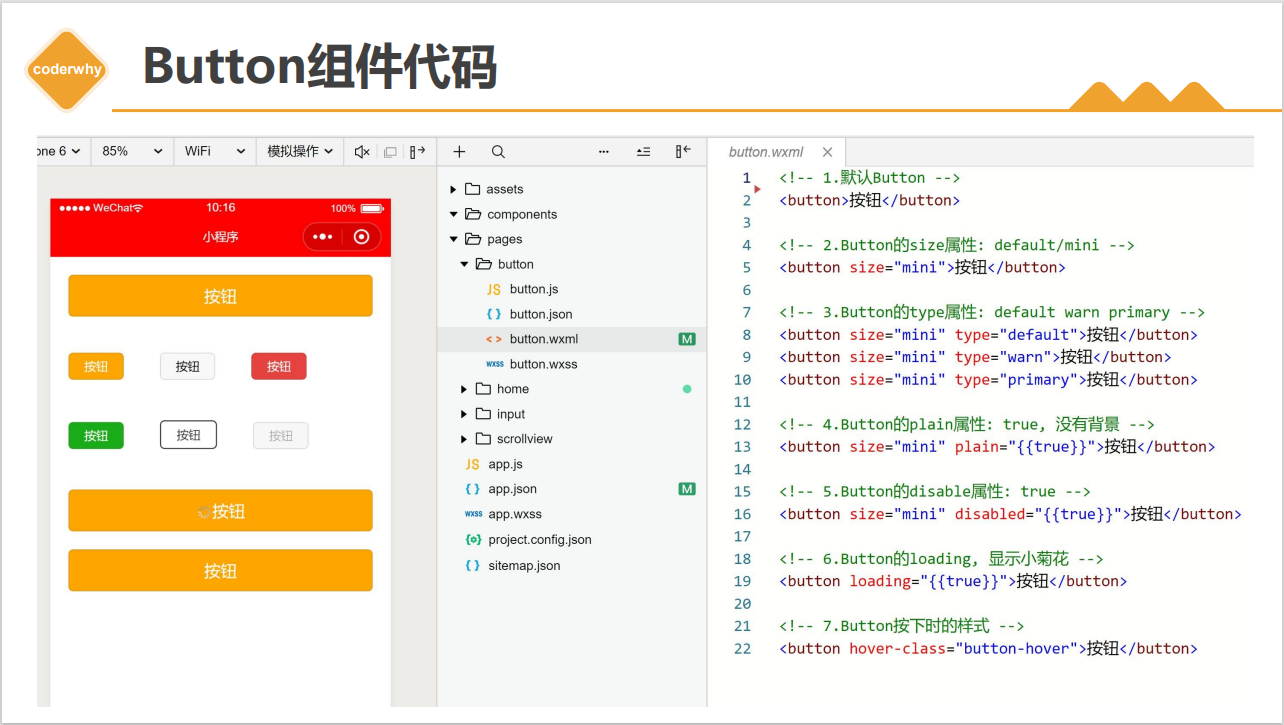 coderwhy
Button组件代码
one 6
85%
WiFi
模拟操作
WeChat
10:16
100%
小程序
按钮
按钮 按钮 按钮
按钮 按钮 按钮
按钮
按钮
assets
components
pages
button
JS button.js
{ } button.json
< > button.wxml M
wxss button.wxss
home
input
scrollview
JS app.js
{ } app.json M
wxss app.wxss
{o} project.config.json
{ } sitemap.json
button.wxml ×
1 <!-- 1.默认Button -->
2 <button>按钮</button>
3
4 <!-- 2.Button的size属性: default/mini -->
5 <button size="mini">按钮</button>
6
7 <!-- 3.Button的type属性: default warn primary -->
8 <button size="mini" type="default">按钮</button>
9 <button size="mini" type="warn">按钮</button>
10 <button size="mini" type="primary">按钮</button>
11
12 <!-- 4.Button的plain属性: true, 没有背景 -->
13 <button size="mini" plain="{{true}}">按钮</button>
14
15 <!-- 5.Button的disable属性: true -->
16 <button size="mini" disabled="{{true}}">按钮</button>
17
18 <!-- 6.Button的loading, 显示小菊花 -->
19 <button loading="{{true}}">按钮</button>
20
21 <!-- 7.Button按下时的样式 -->
22 <button hover-class="button-hover">按钮</button>